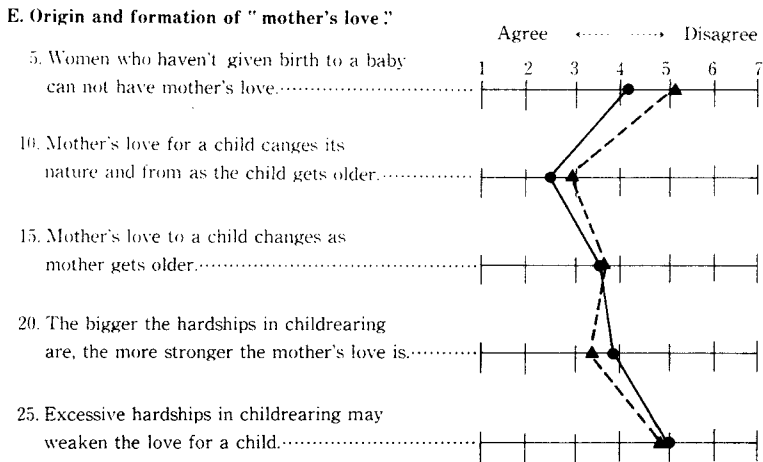 E. Origin and formation of "mother's love:"
Agree ←····· ·····→ Disagree
5. Women who haven't given birth to a baby
can not have mother's love.
1 2 3 4 5 6 7
10. Mother's love for a child canges its
nature and from as the child gets older.
15. Mother's love to a child changes as
mother gets older.
20. The bigger the hardships in childrearing
are, the more stronger the mother's love is.
25. Excessive hardships in childrearing may
weaken the love for a child.